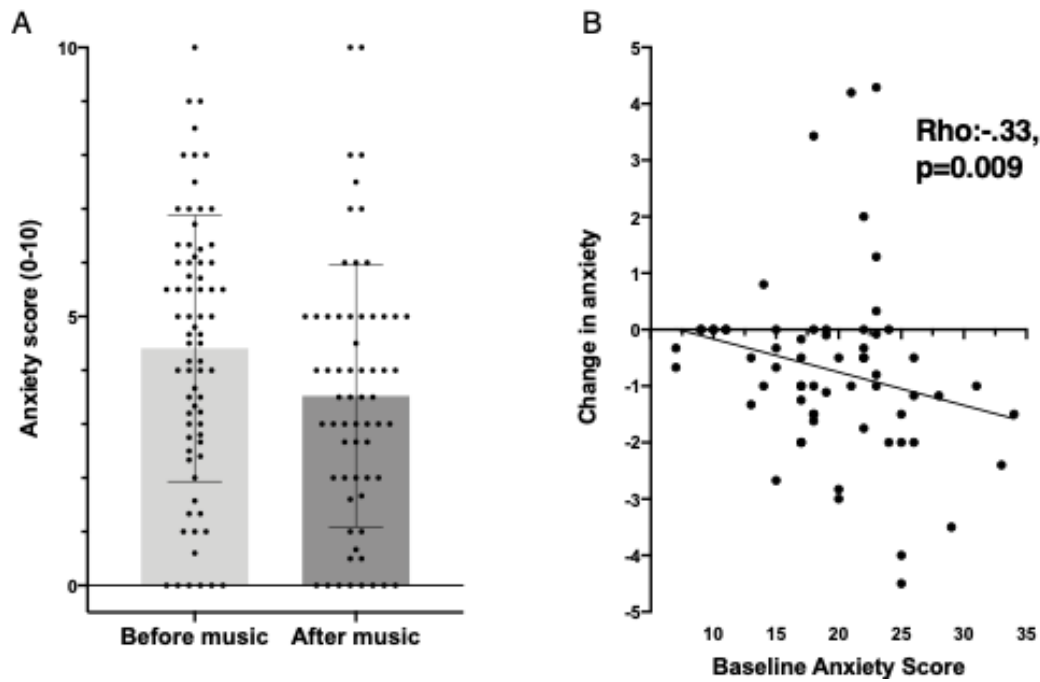 A
10
5
0
Anxiety score (0-10)
Before music
After music
B
5
4
3
2
1
0
-1
-2
-3
-4
-5
Change in anxiety
Rho:-.33,
p=0.009
10 15 20 25 30 35
Baseline Anxiety Score